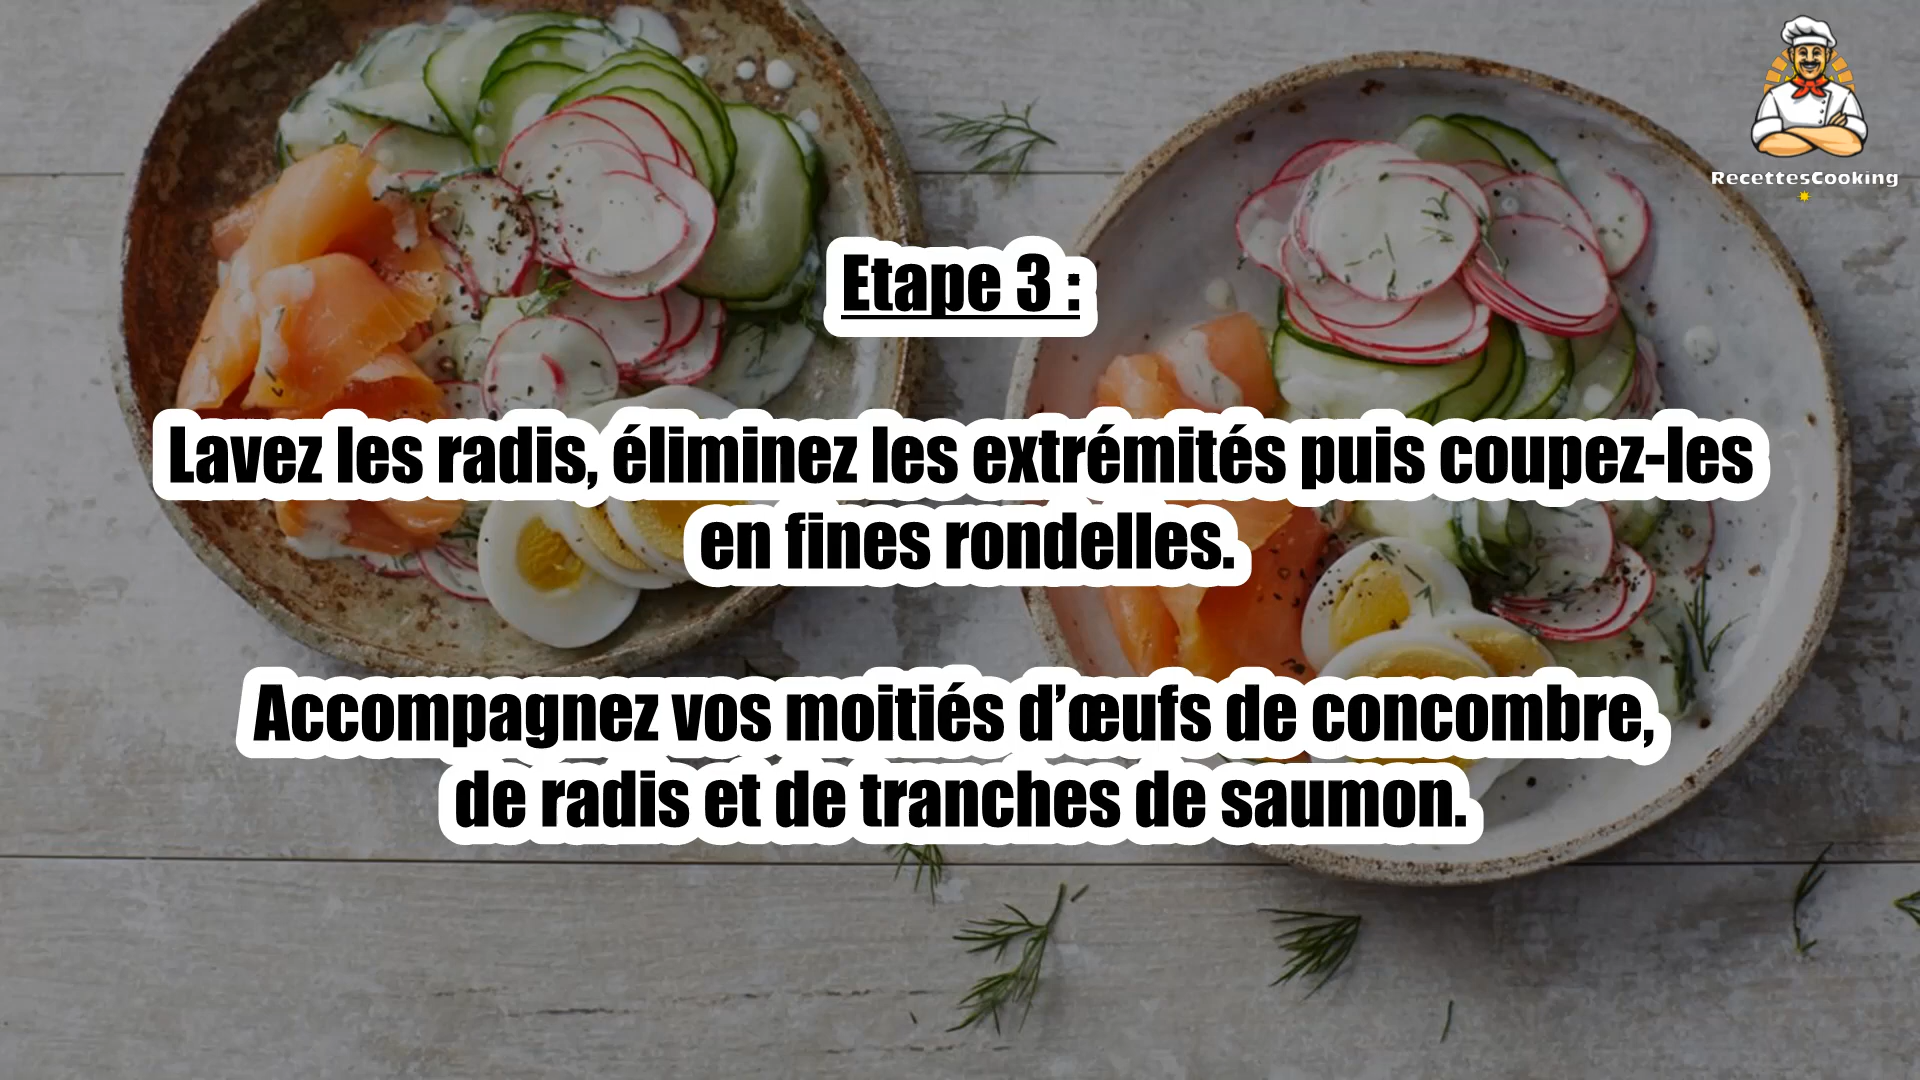 RecettesCooking
Etape 3 :
Lavez les radis, éliminez les extrémités puis coupez-les
en fines rondelles.
Accompagnez vos moitiés d’œufs de concombre,
de radis et de tranches de saumon.